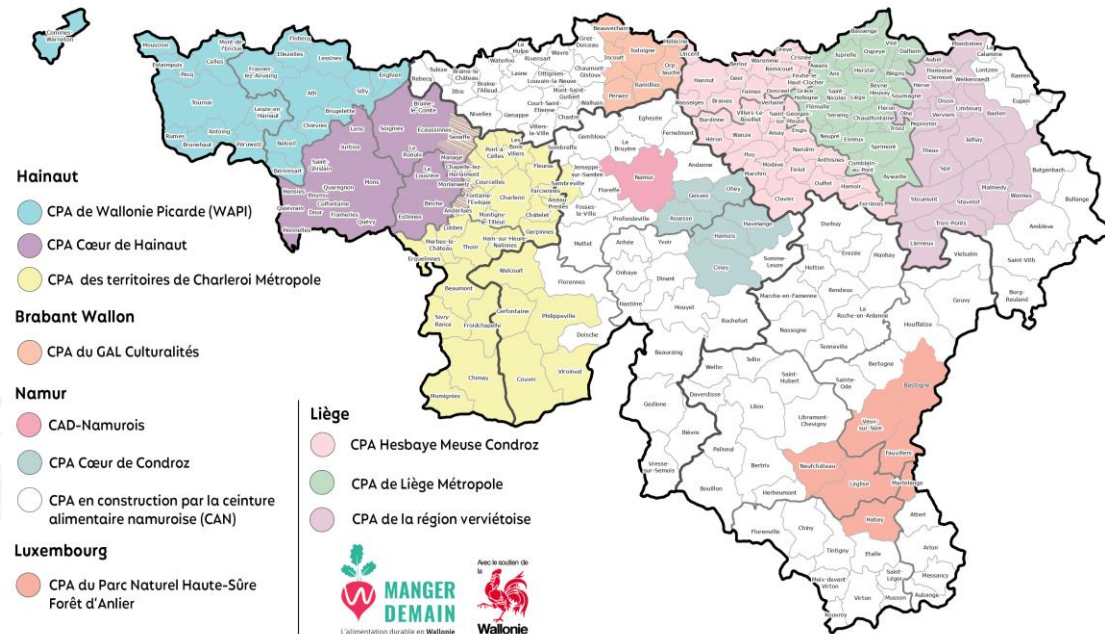 Hainaut
CPA de Wallonie Picarde (WAPI)
CPA Cœur de Hainaut
CPA des territoires de Charleroi Métropole
Brabant Wallon
CPA du GAL Culturalités
Namur
CAD-Namurois
CPA Cœur de Condroz
CPA en construction par la ceinture
alimentaire namuroise (CAN)
Luxembourg
CPA du Parc Naturel Haute-Sûre
Forêt d'Anlier
Liège
CPA Hesbaye Meuse Condroz
CPA de Liège Métropole
CPA de la région verviétoise
MANGER
DEMAIN
L'alimentation durable en Wallonie
Avec le soutien de
la
Wallonie
Comines
Warneton
Mouscron
Mont de
l'Enclus
Estaimpuis
Pecq
Celles
Flobecq
Ellezelles
Lessines
Frasnes
lez-Anvaing
Enghien
Ath
Silly
Tournai
Leuze-en
Hainaut
Brugelette
Chièvres
Rumes
Antoing
Brunehaut
Péruwelz
Beloeil
Bernissart
Lens
Jurbise
Soignies
Braine-
le-Comte
Ecaussinnes
Seneffe
Saint
Ghislain
Mons
Le
Roeulx
La
Louvière
Manage
Chapelle-lez-
Herlaimont
Morlanwelz
Quaregnon
Hensies
Boussu
Colfontaine
Quiévrain
Dour
Frameries
Quévy
Honnelles
Estinnes
Binche
Anderlues
Pont-à
Celles
Les
Bons
Villers
Fleurus
Courcelles
Charleroi
Farciennes
Aiseau
Presles
Fontaine
l'Evêque
Montigny
le-Tilleul
Châtelet
Gerpinnes
Lobbes
Merbes-le
Château
Thuin
Ham-sur-Heure
Nalinnes
Erquelinnes
Beaumont
Walcourt
Sivry-
Rance
Froidchapelle
Cerfontaine
Philippeville
Florennes
Doische
Chimay
Couvin
Viroinval
Momignies
Tubize
Rebecq
Braine-le
Château
Ittre
Braine
l'Alleud
Waterloo
La
Hulpe
Rixensart
Lasne
Wavre
Ottignies
Louvain-la-Neuve
Grez-
Doiceau
Chaumont
Gistoux
Mont-Saint
Guibert
Court-Saint
Etienne
Walhain
Nivelles
Genappe
Chastre
Villers
la-Ville
Beauvechain
Jodoigne
Hélécine
Incourt
Orp
Jauche
Ramillies
Perwez
Gembloux
Eghezée
Fernelmont
Sombreffe
La
Bruyère
Andenne
Jemeppe
sur-Sambre
Namur
Sambreville
Floreffe
Fosses
la-Ville
Profondeville
Mettet
Anhée
Yvoir
Onhaye
Dinant
Hastière
Houyet
Rochefort
Gesves
Ohey
Assesse
Hamois
Havelange
Ciney
Somme-
Leuze
Beauraing
Gedinne
Bièvre
Vresse
sur-Semois
Lincent
Hannut
Wasseiges
Braives
Burdinne
Héron
Wanze
Villers-Le
Bouillet
Huy
Marchin
Modave
Tinlot
Nandrin
Clavier
Ouffet
Anthisnes
Hamoir
Ferrières
Berloz
Waremme
Geer
Oreye
Crisnée
Remicourt
Faimes
Donceel
Verlaine
Amay
Engis
Saint
Georges
sur-Meuse
Fexhe-le
Haut-Clocher
Bassenge
Juprelle
Oupeye
Visé
Dalhem
Awans
Ans
Herstal
Blégny
Grâce
Hollogne
Saint
Nicolas
Liège
Beyne
Heusay
Fléron
Soumagne
Flémalle
Seraing
Chaudfontaine
Trooz
Olne
Neupré
Esneux
Sprimont
Comblain
au-Pont
Aywaille
Plombières
La
Calamine
Aubel
Thimister
Clermont
Welkenraedt
Lontzen
Raeren
Eupen
Herve
Dison
Limbourg
Verviers
Baelen
Pepinster
Theux
Jalhay
Spa
Malmedy
Waimes
Stoumont
Stavelot
Trois-Ponts
Lierneux
Butgenbach
Bullange
Amblève
Saint-Vith
Burg-
Reuland
Durbuy
Erezée
Manhay
Hotton
Vielsalm
Marche-en-Famenne
Rendeux
La
Roche-en-Ardenne
Gouvy
Houffalize
Nassogne
Tenneville
Bertogne
Wellin
Tellin
Saint-
Hubert
Sainte-
Ode
Bastogne
Daverdisse
Libin
Libramont-
Chevigny
Vaux-
sur-Sûre
Paliseul
Bertrix
Neufchâteau
Fauvillers
Léglise
Martelange
Bouillon
Herbeumont
Habay
Attert
Florenville
Chiny
Tintigny
Etalle
Arlon
Meix-devant
Virton
Saint-
Léger
Messancy
Virton
Musson
Aubange
Rouvroy